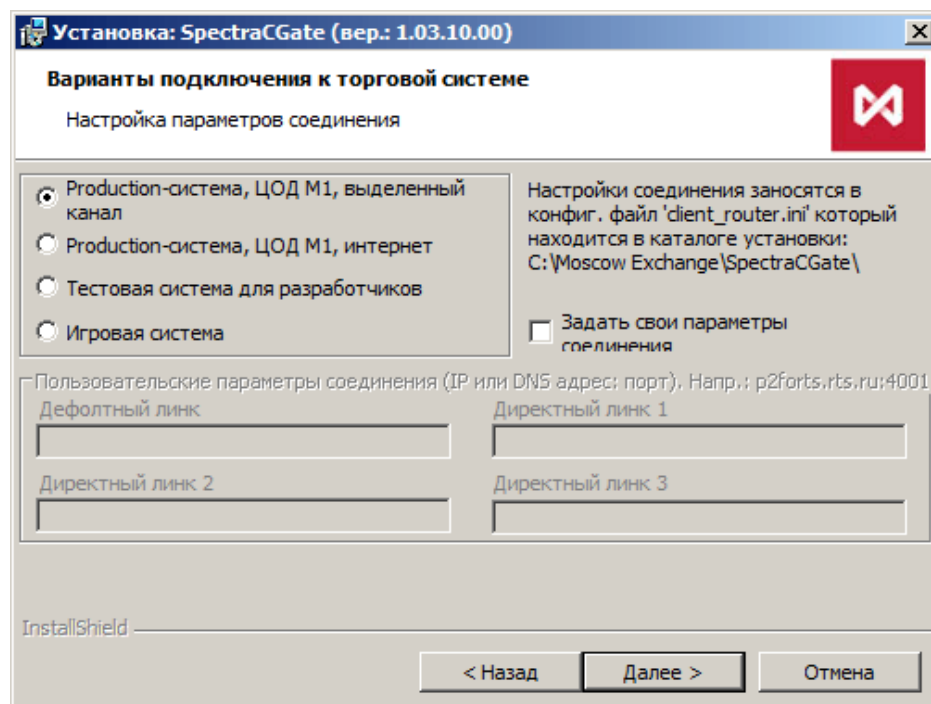 Установка: SpectraCGate (вер.: 1.03.10.00)
Варианты подключения к торговой системе
Настройка параметров соединения
Production-система, ЦОД М1, выделенный
канал
Production-система, ЦОД М1, интернет
Тестовая система для разработчиков
Игровая система
Настройки соединения заносятся в
конфиг. файл 'client_router.ini' который
находится в каталоге установки:
C:\Moscow Exchange\SpectraCGate\
Задать свои параметры
соединения
Пользовательские параметры соединения (IP или DNS адрес: порт). Напр.: p2forts.rts.ru:4001
Дефолтный линк
Директный линк 1
Директный линк 2
Директный линк 3
InstallShield
< Назад
Далее >
Отмена